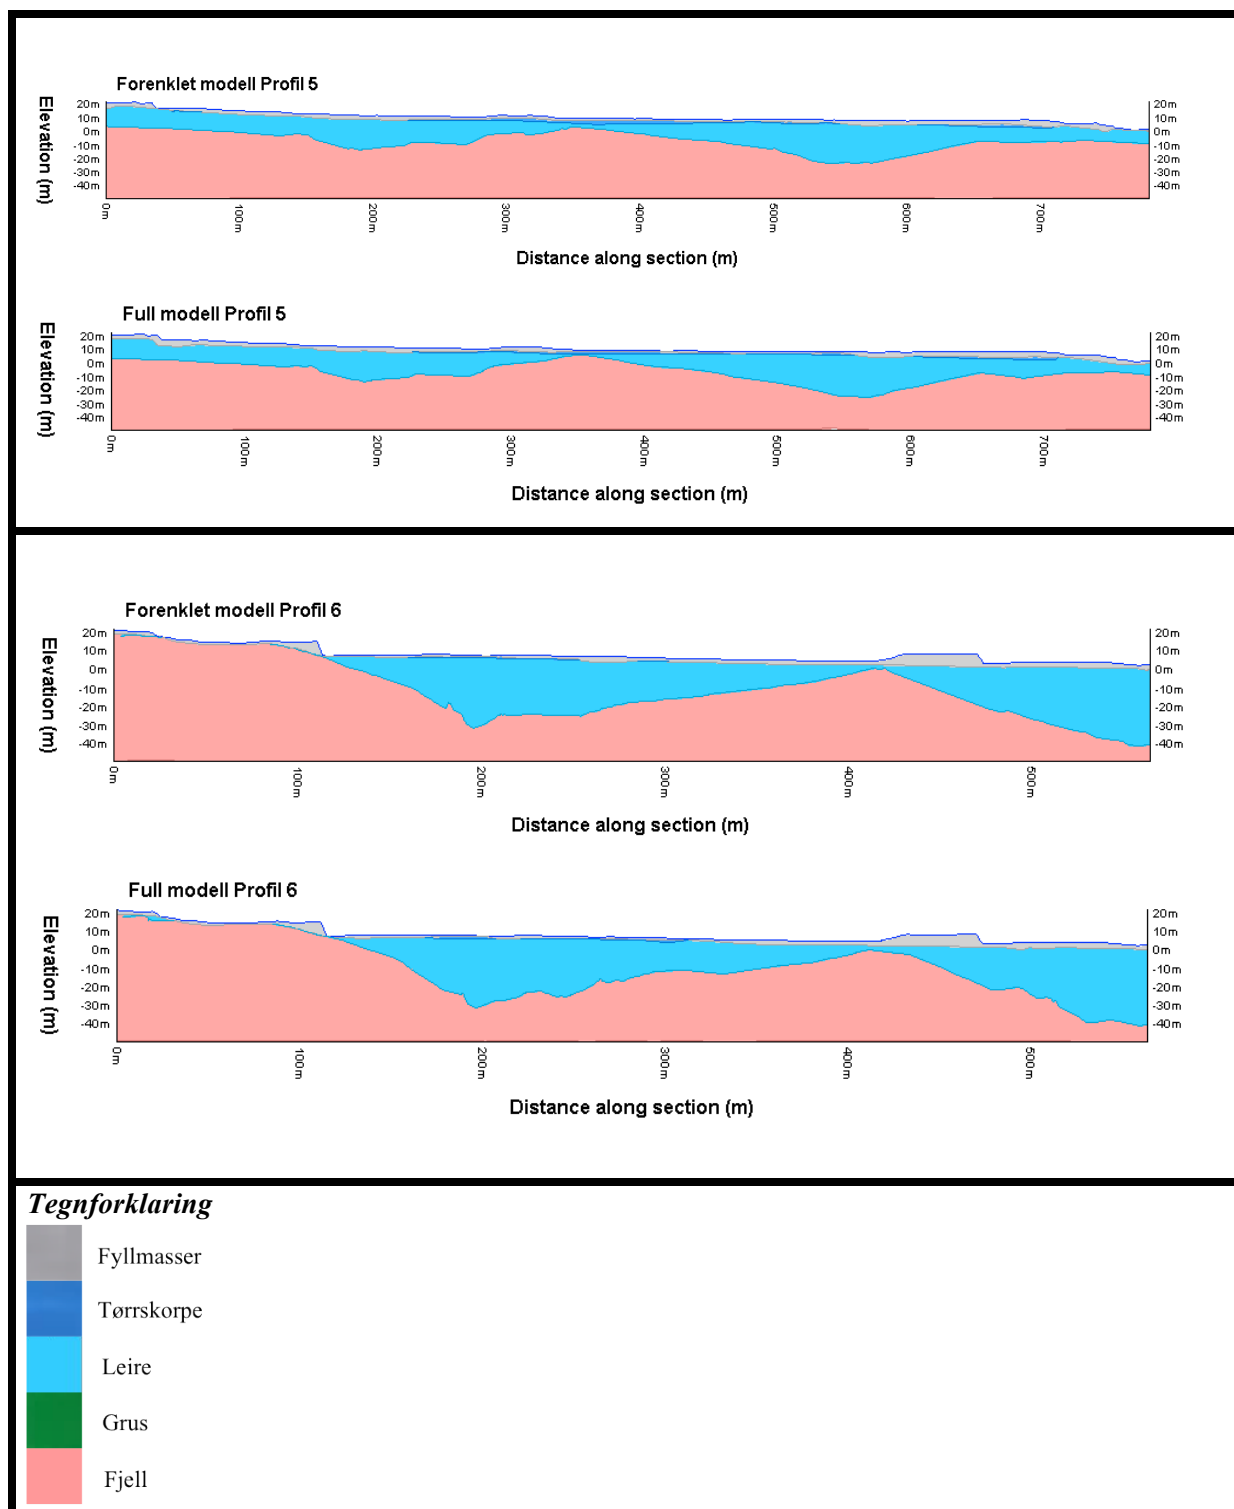 Forenklet modell Profil 5
Elevation (m)
20m 20m
10m 10m
0m 0m
-10m -10m
-20m -20m
-30m -30m
-40m -40m
0m 100m 200m 300m 400m 500m 600m 700m
Distance along section (m)
Full modell Profil 5
Elevation (m)
20m 20m
10m 10m
0m 0m
-10m -10m
-20m -20m
-30m -30m
-40m -40m
0m 100m 200m 300m 400m 500m 600m 700m
Distance along section (m)
Forenklet modell Profil 6
Elevation (m)
20m 20m
10m 10m
0m 0m
-10m -10m
-20m -20m
-30m -30m
-40m -40m
0m 100m 200m 300m 400m 500m
Distance along section (m)
Full modell Profil 6
Elevation (m)
20m 20m
10m 10m
0m 0m
-10m -10m
-20m -20m
-30m -30m
-40m -40m
0m 100m 200m 300m 400m 500m
Distance along section (m)
Tegnforklaring
Fyllmasser
Tørrskorpe
Leire
Grus
Fjell